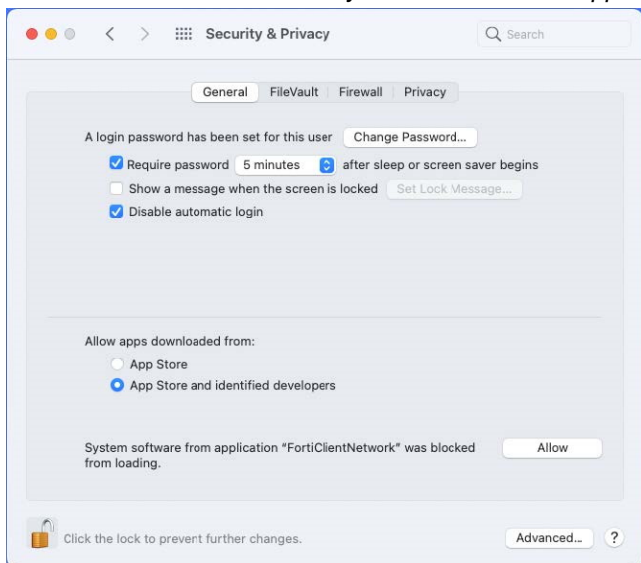 Security & Privacy
Search
General FileVault Firewall Privacy
A login password has been set for this user Change Password...
Require password 5 minutes after sleep or screen saver begins
Show a message when the screen is locked Set Lock Message...
Disable automatic login
Allow apps downloaded from:
App Store
App Store and identified developers
System software from application “FortiClientNetwork” was blocked Allow
from loading.
Click the lock to prevent further changes.
Advanced... ?